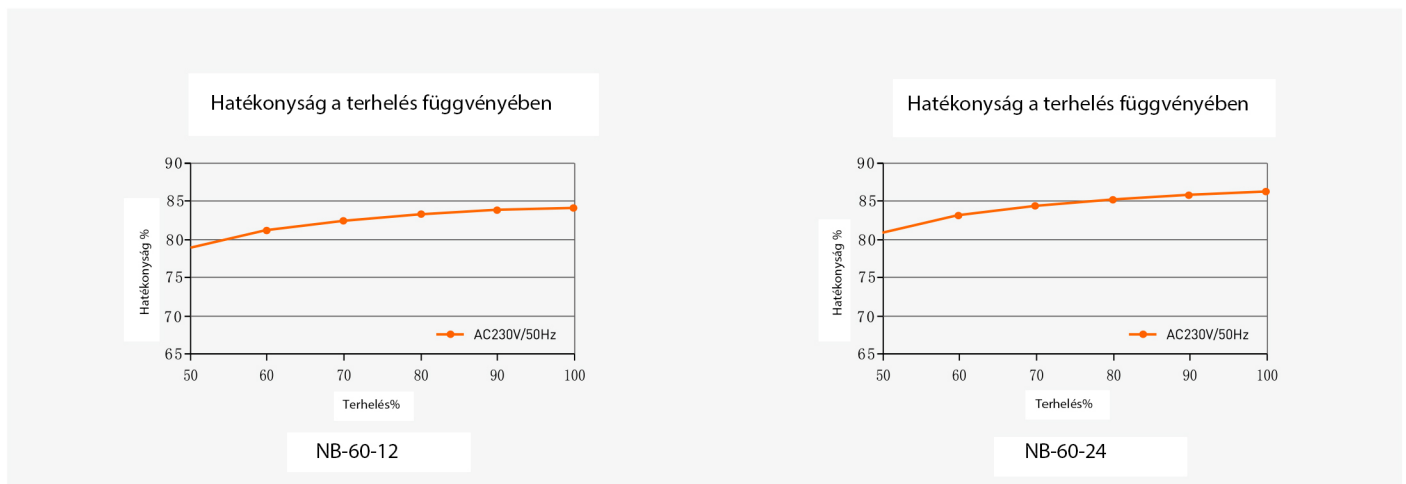 Hatékonyság a terhelés függvényében
90
85
80
75
70
65
Hatékonyság %
AC230V/50Hz
50 60 70 80 90 100
Terhelés%
NB-60-12
Hatékonyság a terhelés függvényében
90
85
80
75
70
65
Hatékonyság %
AC230V/50Hz
50 60 70 80 90 100
Terhelés%
NB-60-24